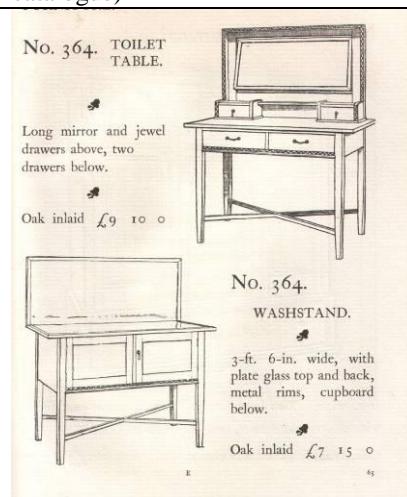 No. 364. TOILET
TABLE.
Long mirror and jewel
drawers above, two
drawers below.
Oak inlaid £9 10 0
No. 364.
WASHSTAND.
3-ft. 6-in. wide, with
plate glass top and back,
metal rims, cupboard
below.
Oak inlaid £7 15 0
E 65